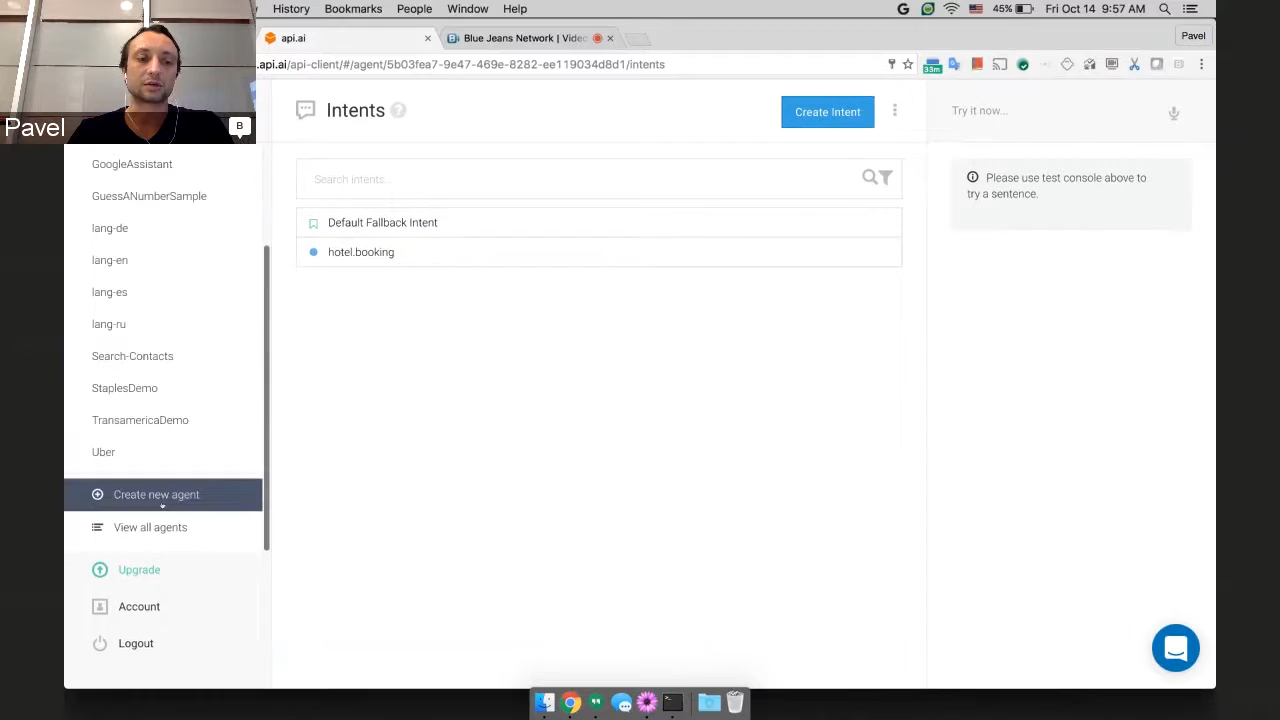 History Bookmarks People Window Help
45% Fri Oct 14 9:57 AM
api.ai
Blue Jeans Network | Video
Pavel
.ai/api-client/#/agent/5b03fea7-9e47-469e-8282-ee119034d8d1/intents
33m
Pavel
B
GoogleAssistant
GuessANumberSample
lang-de
lang-en
lang-es
lang-ru
Search-Contacts
StaplesDemo
TransamericaDemo
Uber
Create new agent
View all agents
Upgrade
Account
Logout
Intents ?
Create Intent
Search intents...
Default Fallback Intent
hotel.booking
Try it now...
Please use test console above to
try a sentence.